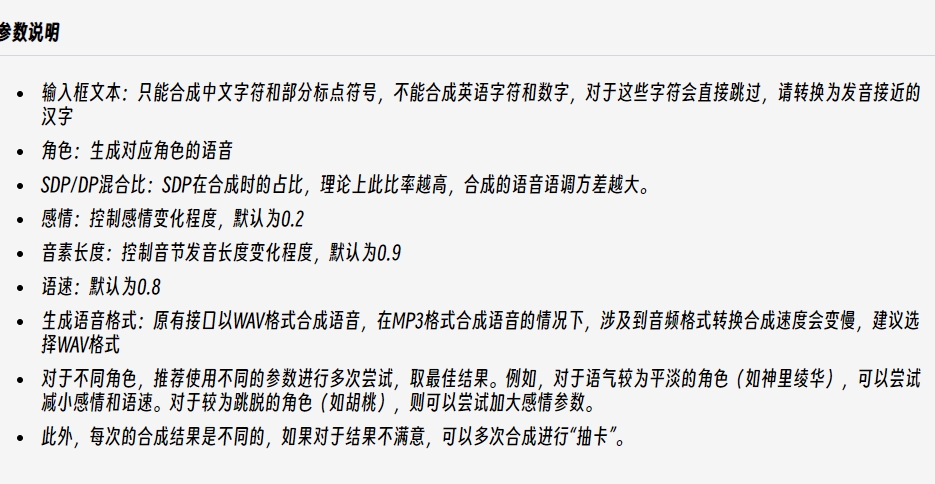 参数说明
输入框文本：只能合成中文字符和部分标点符号，不能合成英语字符和数字，对于这些字符会直接跳过，请转换为发音接近的
汉字
角色：生成对应角色的语音
SDP/DP混合比：SDP在合成时的占比，理论上此比率越高，合成的语音语调方差越大。
感情：控制感情变化程度，默认为0.2
音素长度：控制音节发音长度变化程度，默认为0.9
语速：默认为0.8
生成语音格式：原有接口以WAV格式合成语音，在MP3格式合成语音的情况下，涉及到音频格式转换合成速度会变慢，建议选
择WAV格式
对于不同角色，推荐使用不同的参数进行多次尝试，取最佳结果。例如，对于语气较为平淡的角色（如神里绫华），可以尝试
减小感情和语速。对于较为跳脱的角色（如胡桃），则可以尝试加大感情参数。
此外，每次的合成结果是不同的，如果对于结果不满意，可以多次合成进行“抽卡”。